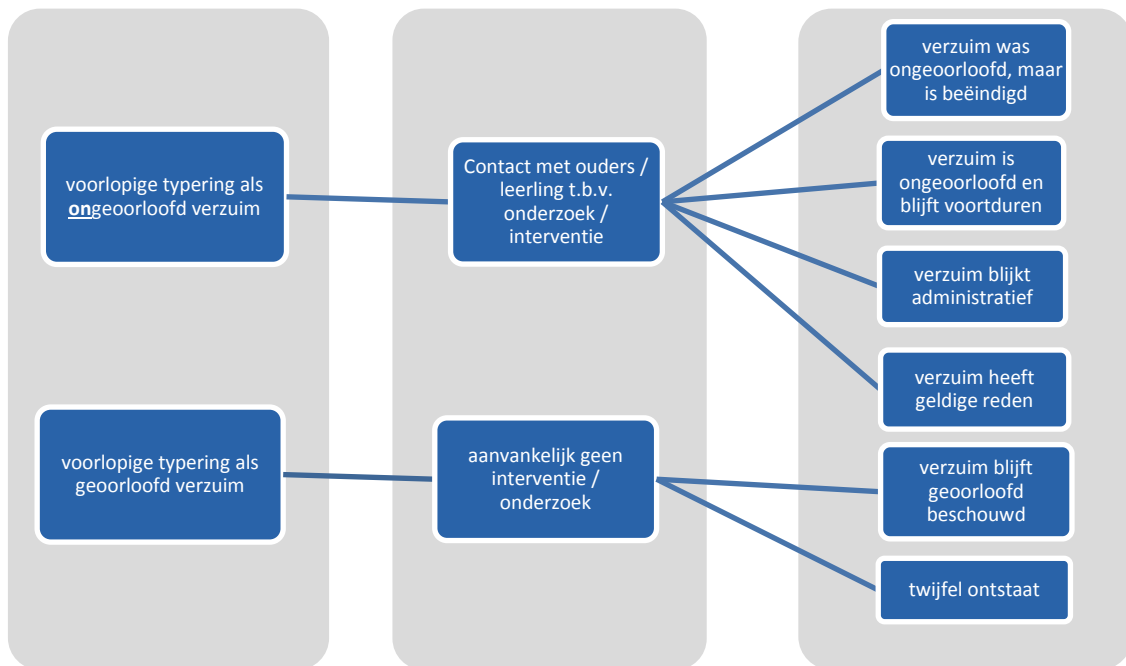 voorlopige typering als
ongeoorloofd verzuim
voorlopige typering als
geoorloofd verzuim
Contact met ouders /
leerling t.b.v.
onderzoek /
interventie
aanvankelijk geen
interventie /
onderzoek
verzuim was
ongeoorloofd, maar
is beëindigd
verzuim is
ongeoorloofd en
blijft voortduren
verzuim blijkt
administratief
verzuim heeft
geldige reden
verzuim blijft
geoorloofd
beschouwd
twijfel ontstaat